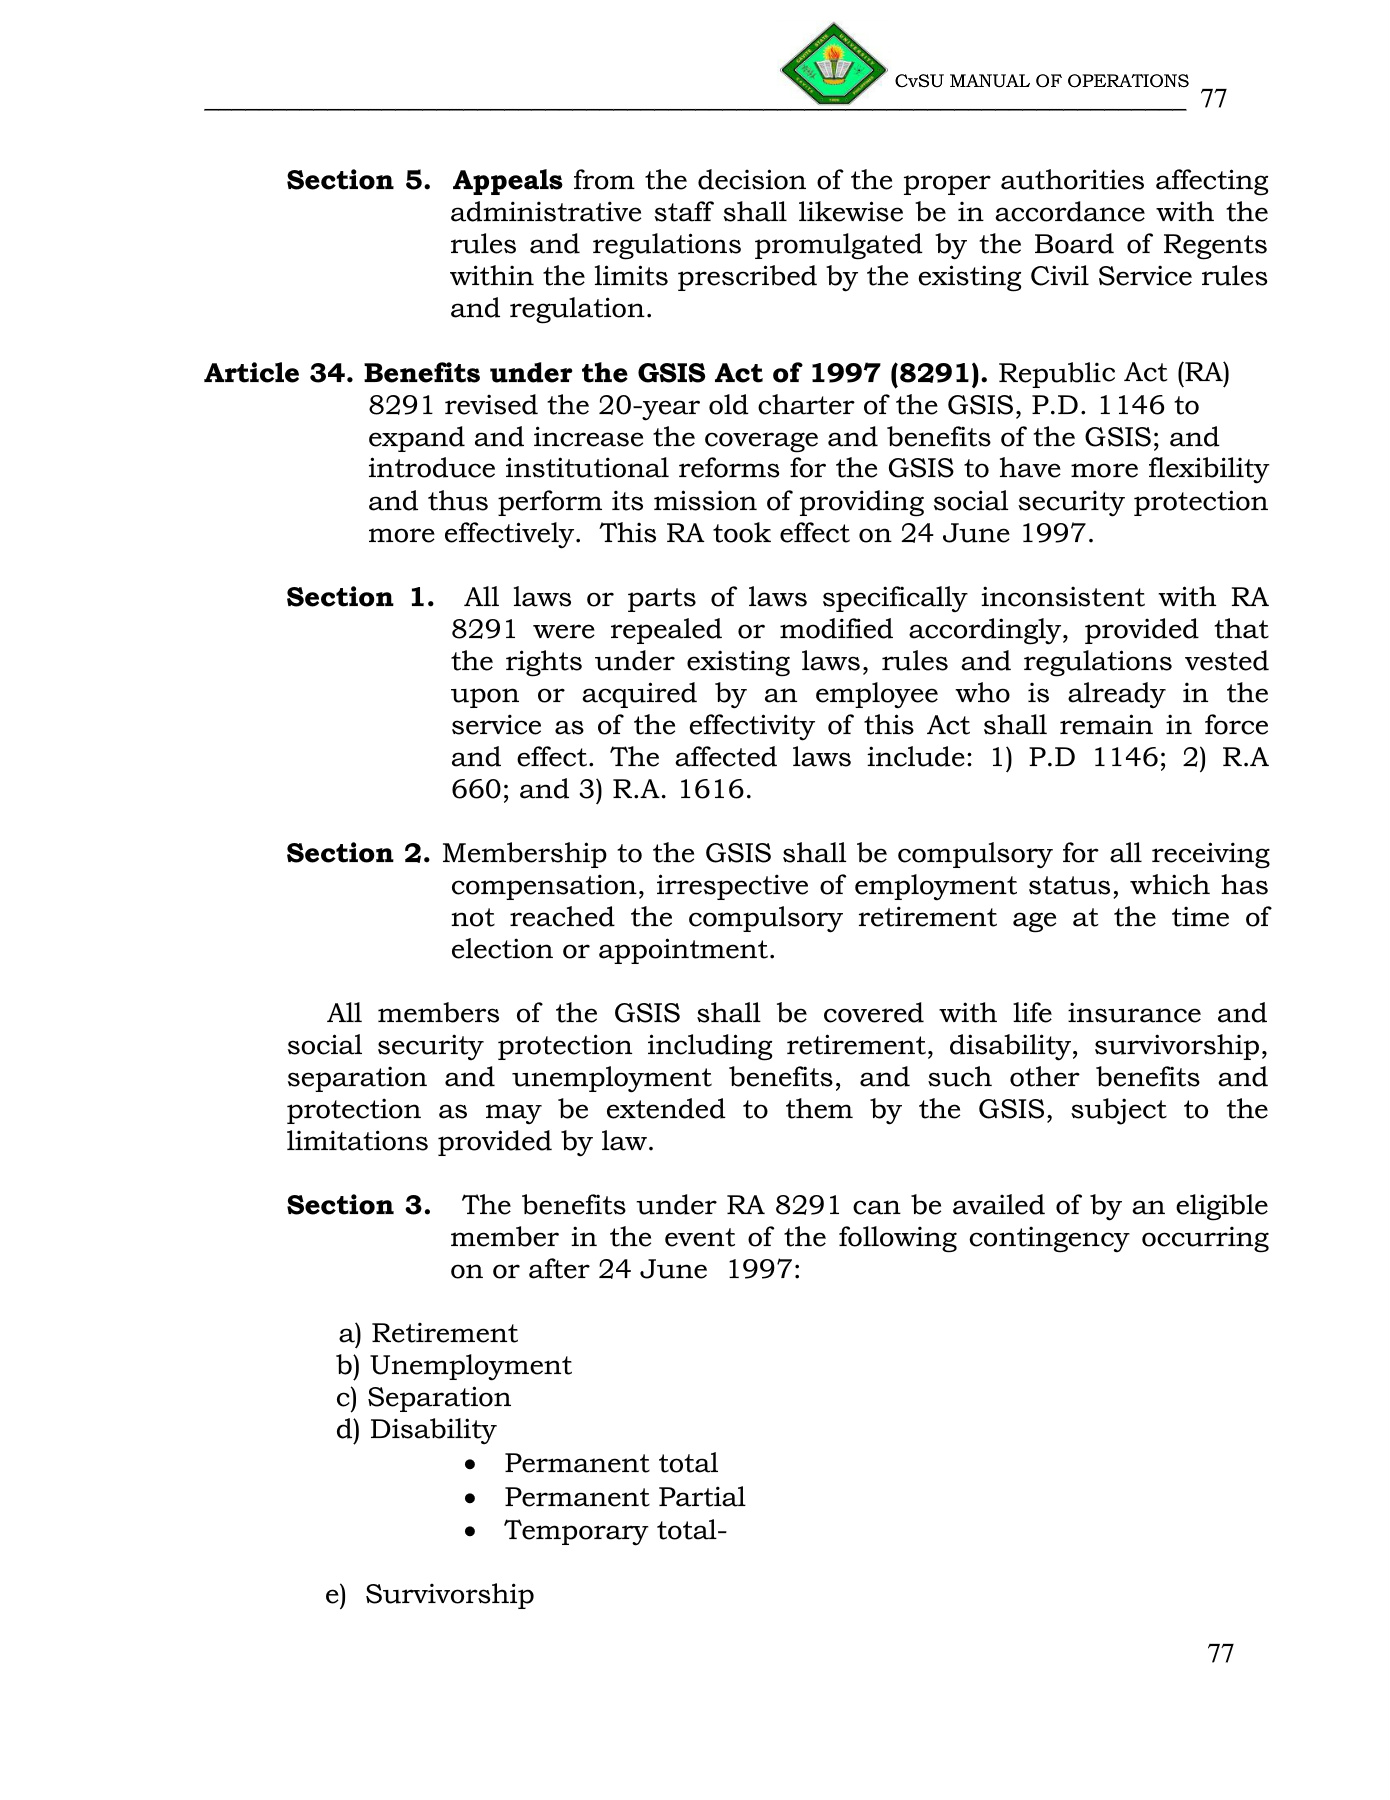 CvSU MANUAL OF OPERATIONS 77
Section 5. Appeals from the decision of the proper authorities affecting
administrative staff shall likewise be in accordance with the
rules and regulations promulgated by the Board of Regents
within the limits prescribed by the existing Civil Service rules
and regulation.
Article 34. Benefits under the GSIS Act of 1997 (8291). Republic Act (RA)
8291 revised the 20-year old charter of the GSIS, P.D. 1146 to
expand and increase the coverage and benefits of the GSIS; and
introduce institutional reforms for the GSIS to have more flexibility
and thus perform its mission of providing social security protection
more effectively. This RA took effect on 24 June 1997.
Section 1. All laws or parts of laws specifically inconsistent with RA
8291 were repealed or modified accordingly, provided that
the rights under existing laws, rules and regulations vested
upon or acquired by an employee who is already in the
service as of the effectivity of this Act shall remain in force
and effect. The affected laws include: 1) P.D 1146; 2) R.A
660; and 3) R.A. 1616.
Section 2. Membership to the GSIS shall be compulsory for all receiving
compensation, irrespective of employment status, which has
not reached the compulsory retirement age at the time of
election or appointment.
All members of the GSIS shall be covered with life insurance and
social security protection including retirement, disability, survivorship,
separation and unemployment benefits, and such other benefits and
protection as may be extended to them by the GSIS, subject to the
limitations provided by law.
Section 3. The benefits under RA 8291 can be availed of by an eligible
member in the event of the following contingency occurring
on or after 24 June 1997:
a) Retirement
b) Unemployment
c) Separation
d) Disability
• Permanent total
• Permanent Partial
• Temporary total-
e) Survivorship
77